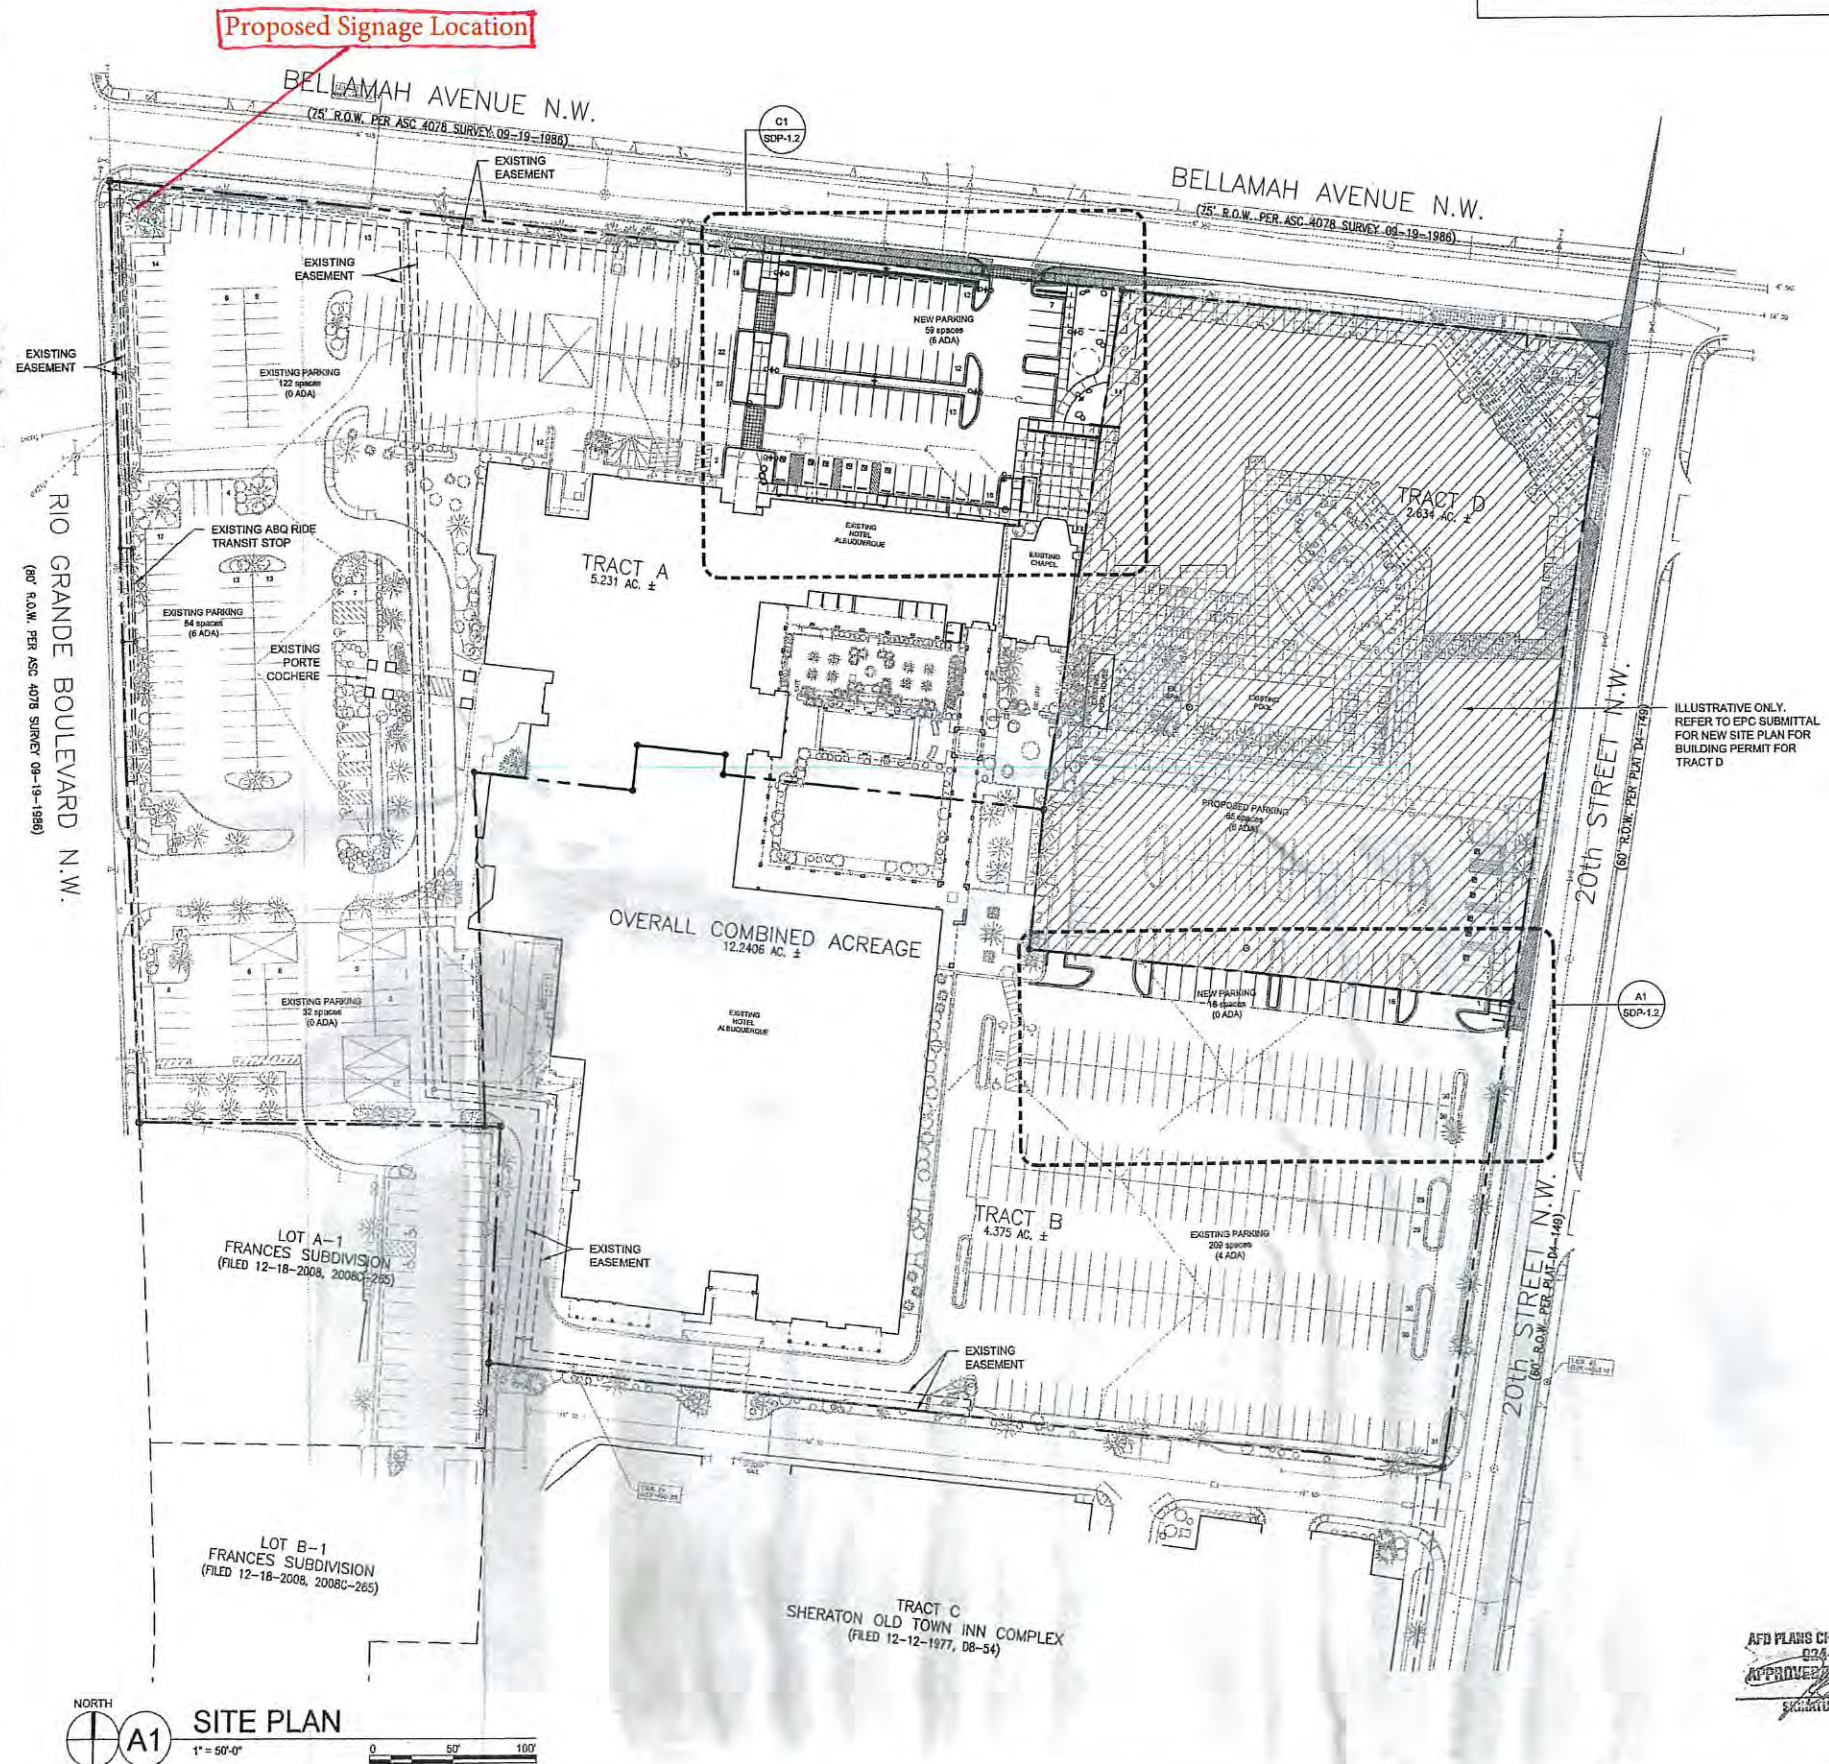 Proposed Signage Location
BELLAMAH AVENUE N.W.
(75' R.O.W. PER ASC 4078 SURVEY 09-19-1986)
C1
SDP-1.2
EXISTING
EASEMENT
BELLAMAH AVENUE N.W.
(75' R.O.W. PER ASC 4078 SURVEY 09-19-1986)
EXISTING
EASEMENT
EXISTING
EASEMENT
NEW PARKING
59 spaces
(6 ADA)
EXISTING PARKING
122 spaces
(0 ADA)
TRACT D
2.634 AC. ±
EXISTING ABQ RIDE
TRANSIT STOP
EXISTING
HOTEL
ALBUQUERQUE
EXISTING
CHAPEL
TRACT A
5.231 AC. ±
RIO GRANDE BOULEVARD N.W.
(80' R.O.W. PER ASC 4078 SURVEY 09-19-1986)
EXISTING PARKING
64 spaces
(6 ADA)
EXISTING
PORTE
COCHERE
EXISTING
POOL
ILLUSTRATIVE ONLY.
REFER TO EPC SUBMITTAL
FOR NEW SITE PLAN FOR
BUILDING PERMIT FOR
TRACT D
20th STREET N.W.
(60' R.O.W. PER PLAT D4-149)
PROPOSED PARKING
OVERALL COMBINED ACREAGE
12.2406 AC. ±
EXISTING PARKING
32 spaces
(0 ADA)
EXISTING
HOTEL
ALBUQUERQUE
NEW PARKING
16 spaces
(0 ADA)
A1
SDP-1.2
TRACT B
4.375 AC. ±
EXISTING PARKING
209 spaces
(4 ADA)
20th STREET N.W.
(60' R.O.W. PER PLAT D4-149)
LOT A-1
FRANCES SUBDIVISION
(FILED 12-18-2008, 2008C-265)
EXISTING
EASEMENT
EXISTING
EASEMENT
LOT B-1
FRANCES SUBDIVISION
(FILED 12-18-2008, 2008C-265)
TRACT C
SHERATON OLD TOWN INN COMPLEX
(FILED 12-12-1977, D8-54)
AFD PLANS
APPROVED
NORTH
A1
SITE PLAN
1" = 50'-0"
0 50' 100'